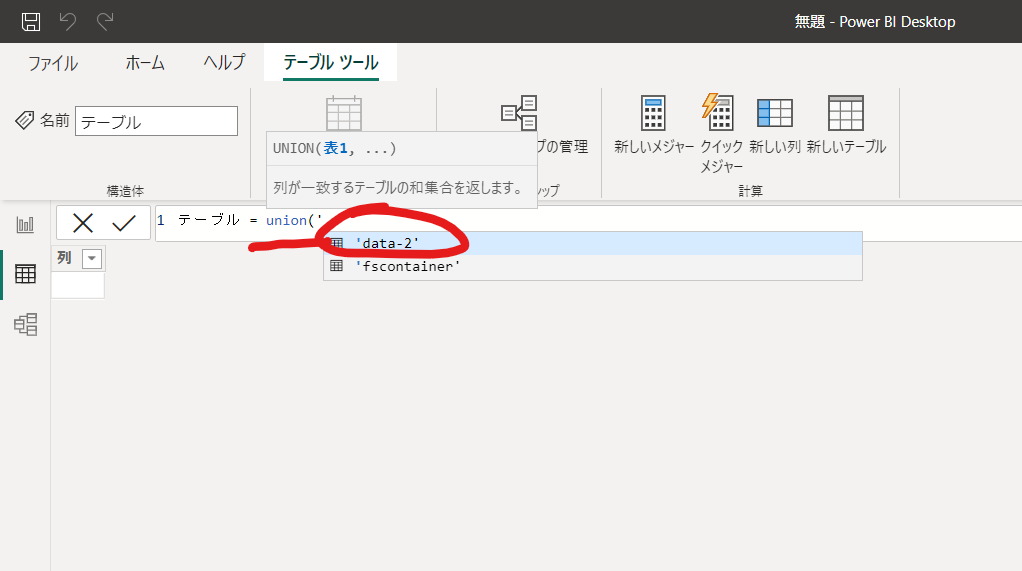 無題 - Power BI Desktop
ファイル ホーム ヘルプ テーブル ツール
名前 テーブル
プの管理
新しいメジャー クイック メジャー 新しい列 新しいテーブル
構造体
ップ
計算
UNION(表1, ...)
列が一致するテーブルの和集合を返します。
1 テーブル = union('
'data-2'
'fscontainer'
列